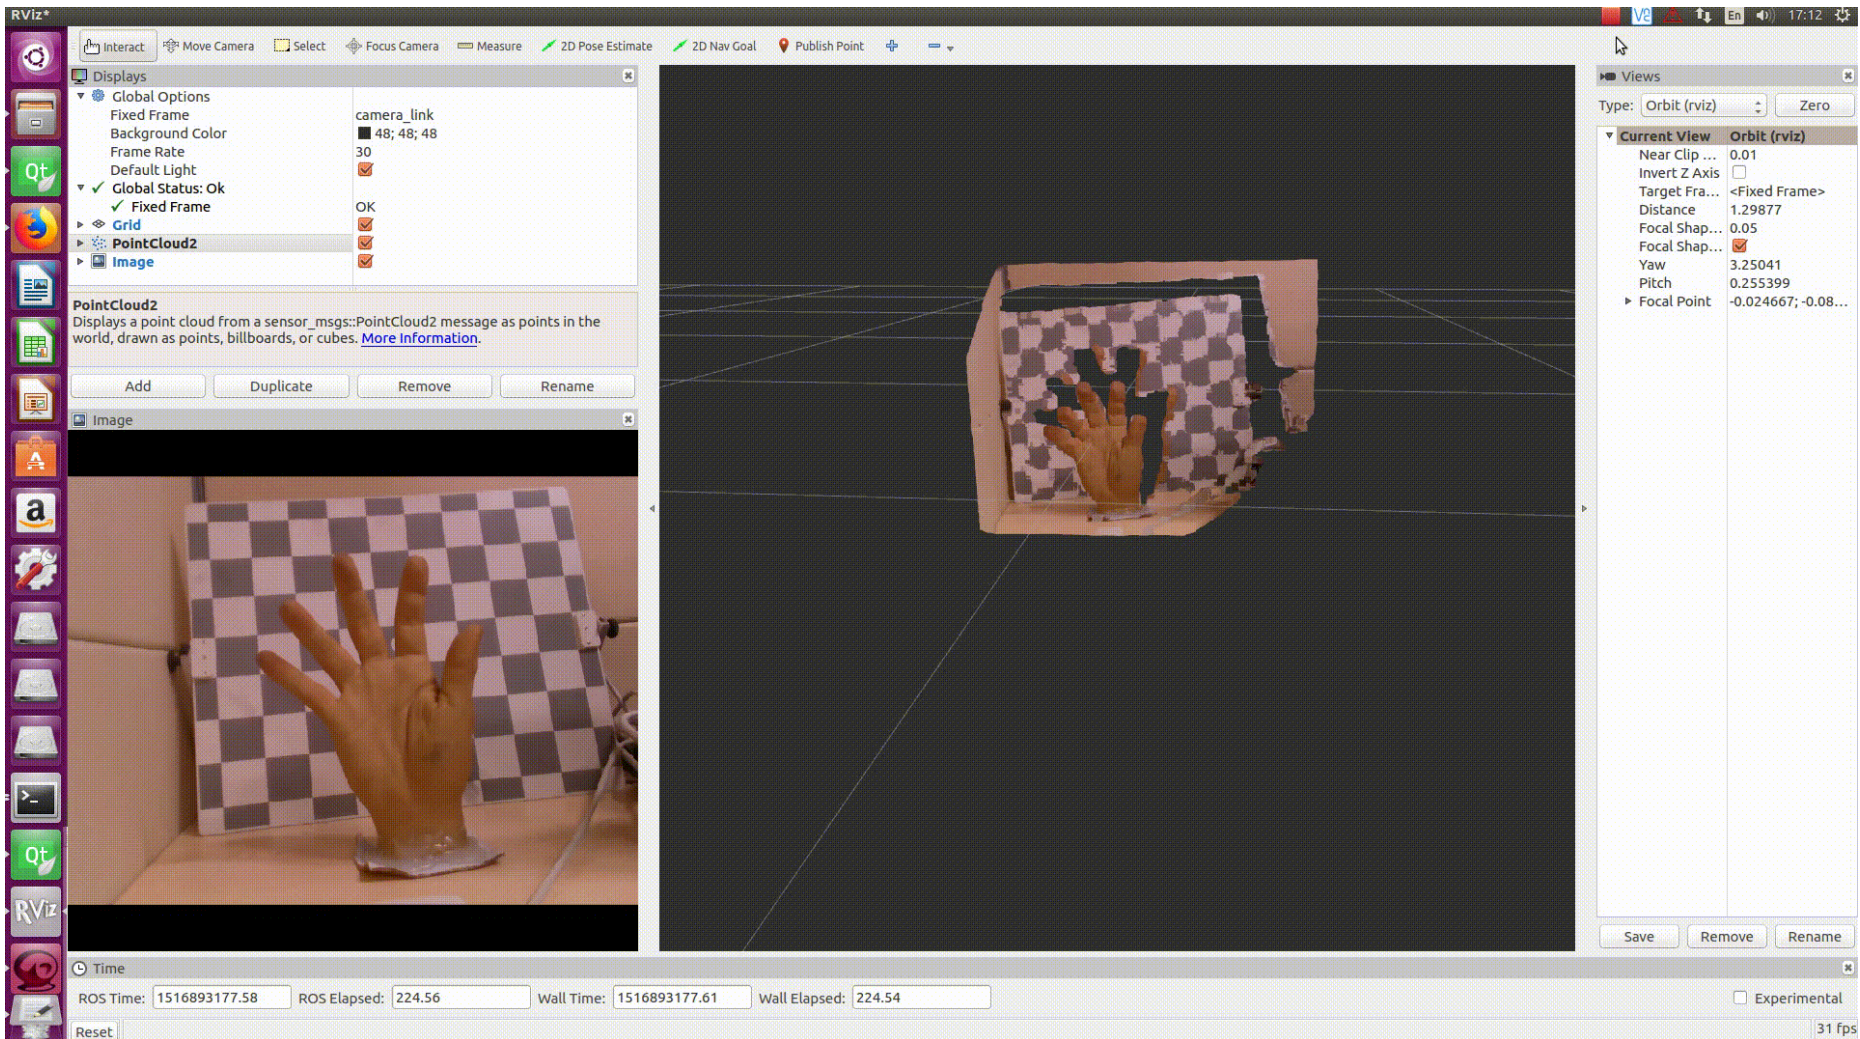 RViz*
En 17:12
Interact Move Camera Select Focus Camera Measure 2D Pose Estimate 2D Nav Goal Publish Point
Displays
Global Options
Fixed Frame camera_link
Background Color 48; 48; 48
Frame Rate 30
Default Light
Global Status: Ok
Fixed Frame OK
Grid
PointCloud2
Image
PointCloud2
Displays a point cloud from a sensor_msgs::PointCloud2 message as points in the
world, drawn as points, billboards, or cubes. More Information.
Add Duplicate Remove Rename
Image
Views
Type: Orbit (rviz) Zero
Current View Orbit (rviz)
Near Clip ... 0.01
Invert Z Axis
Target Fra... <Fixed Frame>
Distance 1.29877
Focal Shap... 0.05
Focal Shap...
Yaw 3.25041
Pitch 0.255399
Focal Point -0.024667; -0.08...
Save Remove Rename
Qt
a
Qt
RViz
Time
ROS Time: 1516893177.58 ROS Elapsed: 224.56 Wall Time: 1516893177.61 Wall Elapsed: 224.54 Experimental
Reset 31 fps